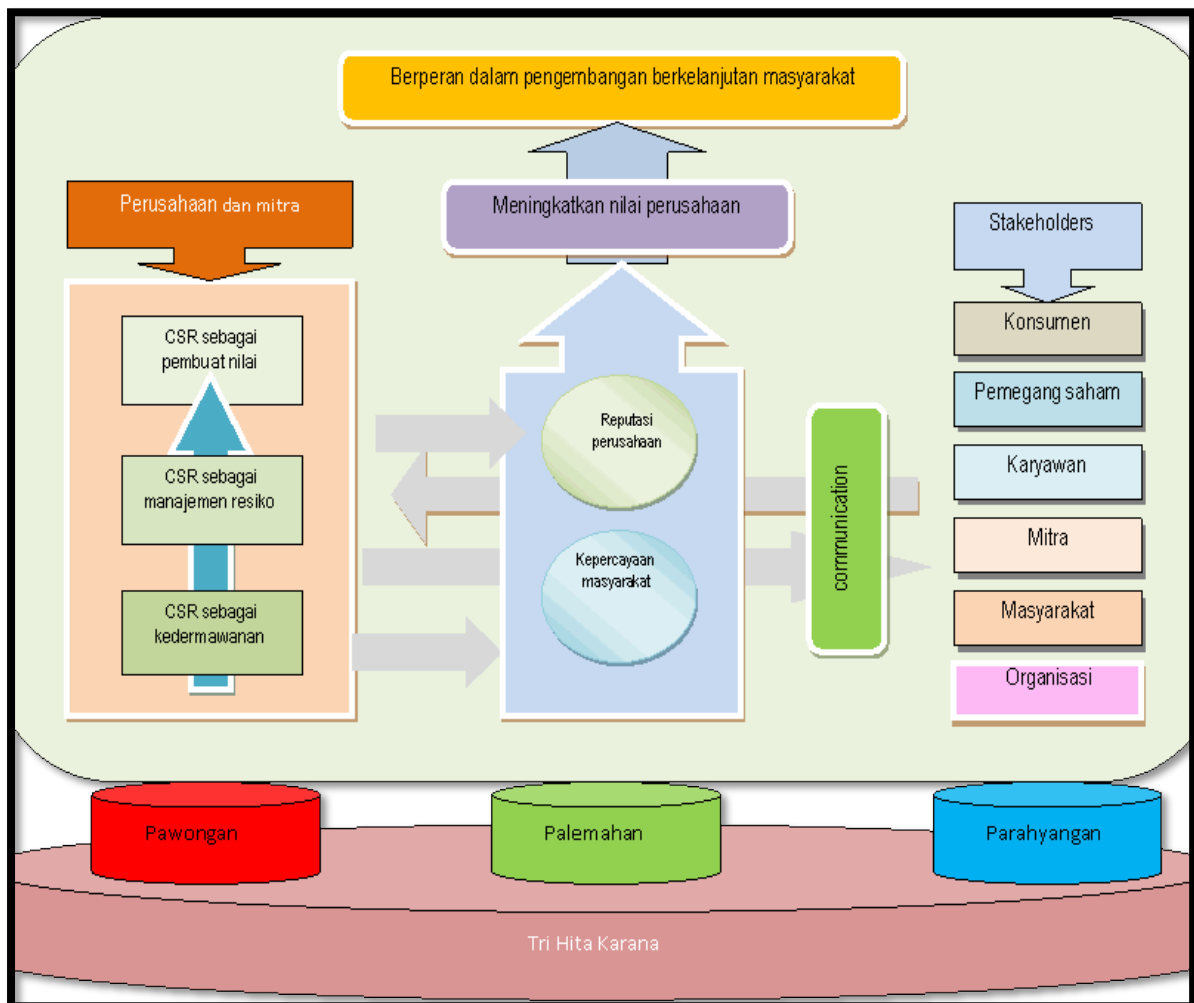 Berperan dalam pengembangan berkelanjutan masyarakat
Perusahaan dan mitra
Meningkatkan nilai perusahaan
Stakeholders
CSR sebagai
pembuat nilai
CSR sebagai
manajemen resiko
CSR sebagai
kedermawanan
Reputasi
perusahaan
Kepercayaan
masyarakat
communication
Konsumen
Pemegang saham
Karyawan
Mitra
Masyarakat
Organisasi
Pawongan
Palemahan
Parahyangan
Tri Hita Karana